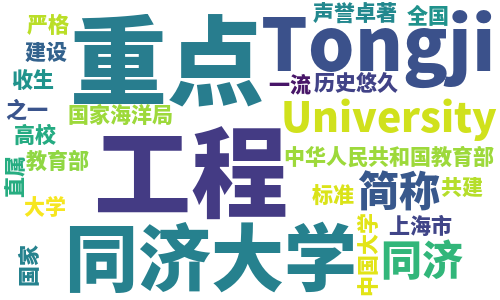 严格
重点
声誉卓著
全国
Tongji
建设
收生
一流
历史悠久
之一
国家海洋局
University
高校
工程
教育部
中华人民共和国教育部
直属
标准
简称
共建
大学
同济大学
中国大学
上海市
同济
国家